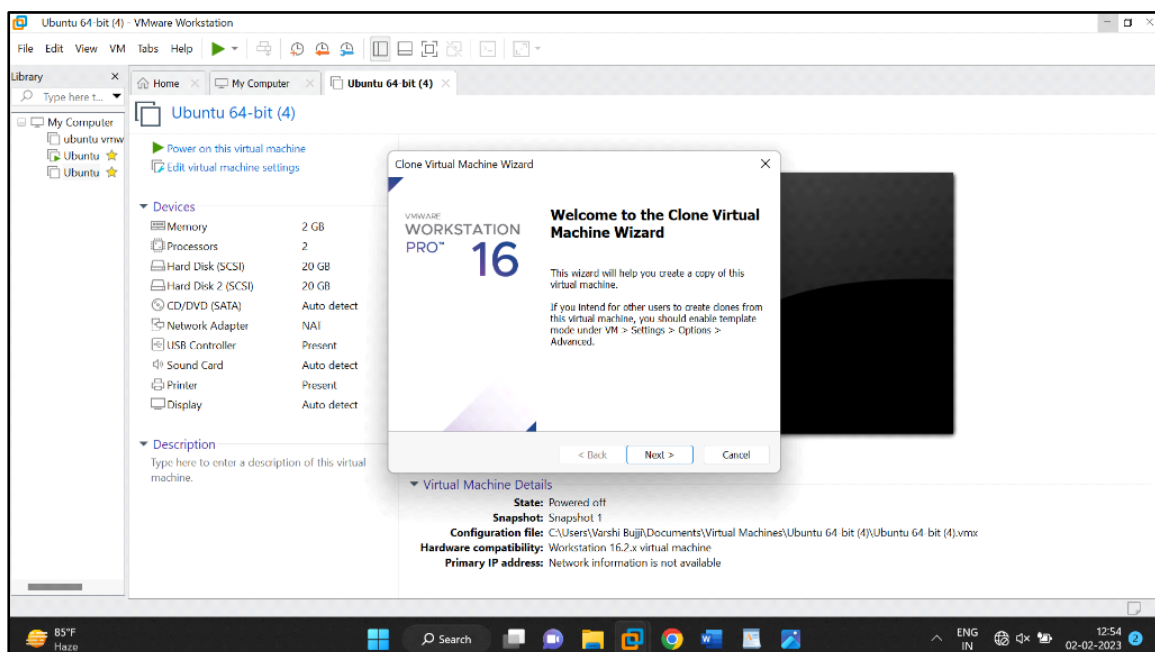 Ubuntu 64-bit (4) - VMware Workstation
File Edit View VM Tabs Help
Library
Type here t...
My Computer
ubuntu vmw
Ubuntu
Ubuntu
Home
My Computer
Ubuntu 64-bit (4)
Ubuntu 64-bit (4)
Power on this virtual machine
Edit virtual machine settings
Devices
Memory 2 GB
Processors 2
Hard Disk (SCSI) 20 GB
Hard Disk 2 (SCSI) 20 GB
CD/DVD (SATA) Auto detect
Network Adapter NAT
USB Controller Present
Sound Card Auto detect
Printer Present
Display Auto detect
Description
Type here to enter a description of this virtual
machine.
Clone Virtual Machine Wizard
VMWARE
WORKSTATION
PRO™ 16
Welcome to the Clone Virtual
Machine Wizard
This wizard will help you create a copy of this
virtual machine.
If you intend for other users to create clones from
this virtual machine, you should enable template
mode under VM > Settings > Options >
Advanced.
< Back Next > Cancel
Virtual Machine Details
State: Powered off
Snapshot: Snapshot 1
Configuration file: C:\Users\Varshi Bujji\Documents\Virtual Machines\Ubuntu 64-bit (4)\Ubuntu 64-bit (4).vmx
Hardware compatibility: Workstation 16.2.x virtual machine
Primary IP address: Network information is not available
85°F
Haze
Search
ENG
IN
12:54
02-02-2023
2